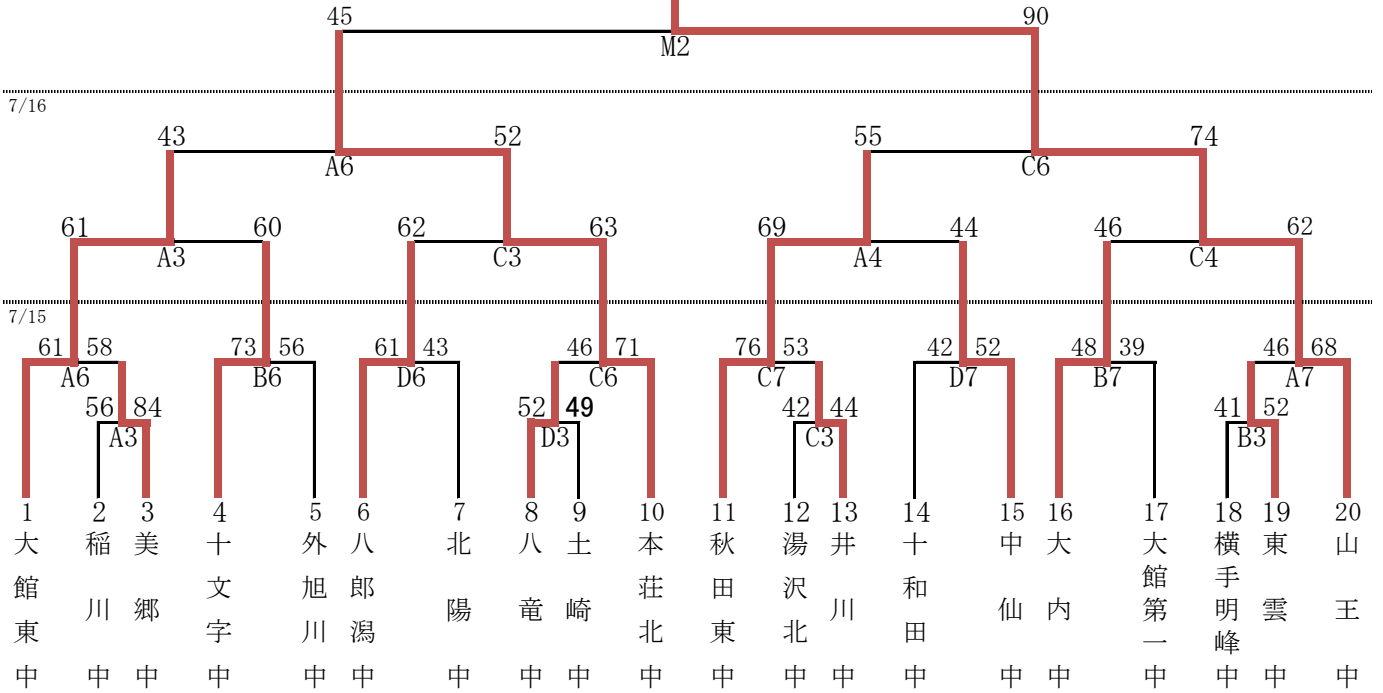 45 90
M2
7/16
43 52 55 74
A6 C6
61 60 62 63 69 44 46 62
A3 C3 A4 C4
7/15
61 58 73 56 61 43 46 71 76 53 42 52 48 39 46 68
A6 B6 D6 C6 C7 D7 B7 A7
56 84 52 49 42 44 41 52
A3 D3 C3 B3
1 2 3 4 5 6 7 8 9 10 11 12 13 14 15 16 17 18 19 20
大館東中
稲川中
美郷中
十文字中
外旭川中
八郎潟中
北陽中
八竜中
土崎中
本荘北中
秋田東中
湯沢北中
井川中
十和田中
中仙中
大内中
大館第一中
横手明峰中
東雲中
山王中